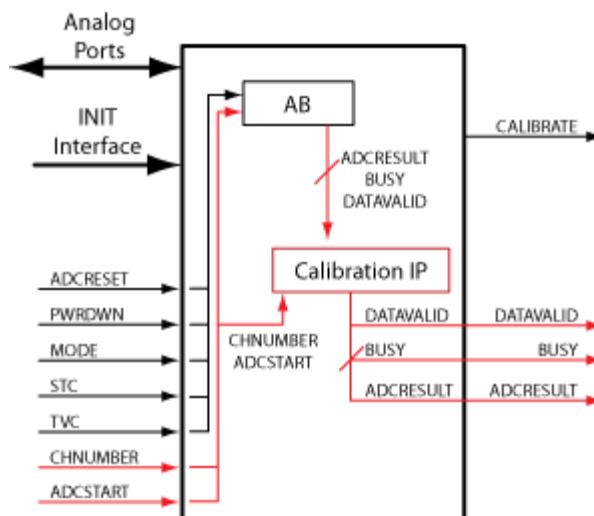 Analog
Ports
INIT
Interface
AB
CALIBRATE
ADCRESULT
BUSY
DATAVALID
Calibration IP
ADCRESET
PWRDWN
MODE
STC
TVC
CHNUMBER
ADCSTART
CHNUMBER
ADCSTART
DATAVALID
DATAVALID
BUSY
BUSY
ADCRESULT
ADCRESULT